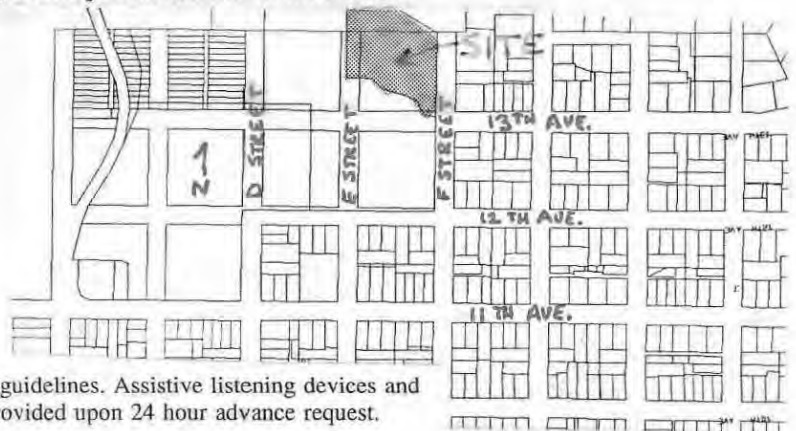 SITE
13TH AVE.
N
D STREET
E STREET
F STREET
12 TH AVE.
11 TH AVE.
guidelines. Assistive listening devices and
ovided upon 24 hour advance request.